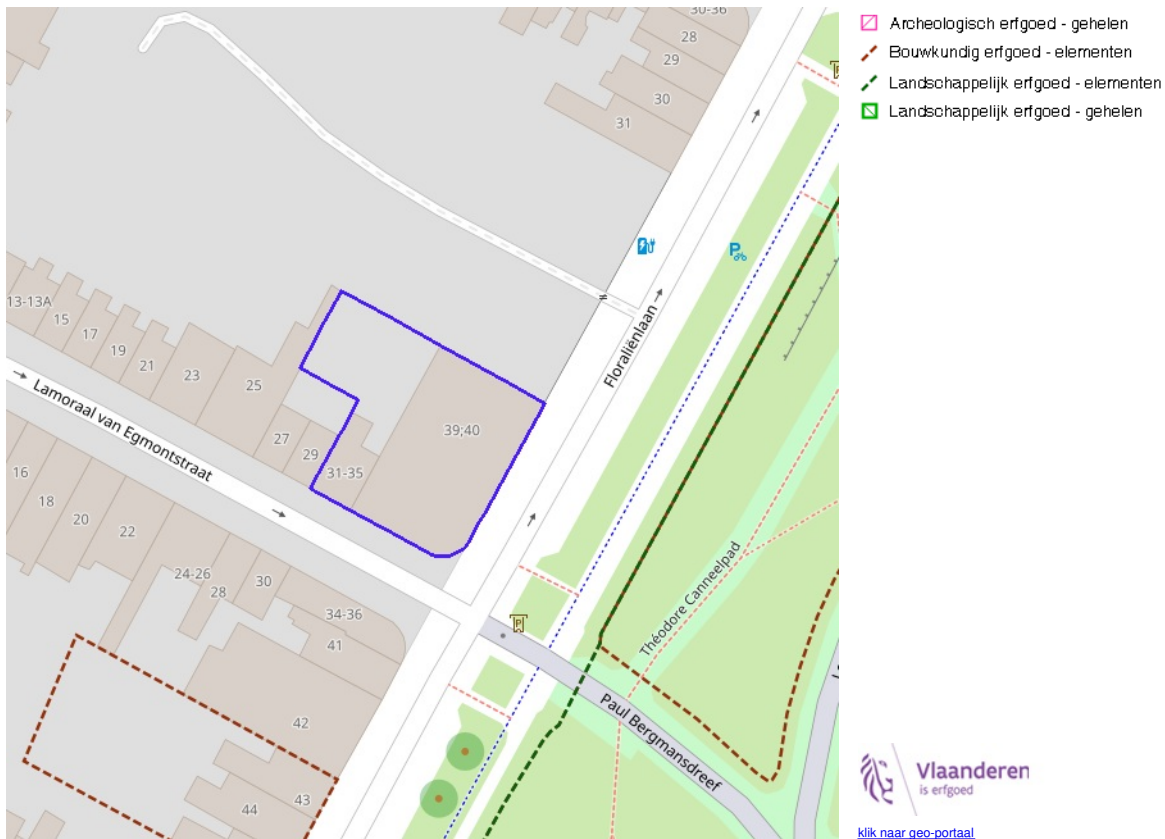 Archeologisch erfgoed - gehelen
Bouwkundig erfgoed - elementen
Landschappelijk erfgoed - elementen
Landschappelijk erfgoed - gehelen
30-36
28
29
30
31
P
Floraliënlaan
13-13A
15
17
19
21
23
25
27
29
31-35
39;40
Lamoraal van Egmontstraat
16
18
20
22
24-26
28
30
34-36
41
42
43
44
P
Théodore Canneelpad
Paul Bergmansdreef
Vlaanderen
is erfgoed
klik naar geo-portaal